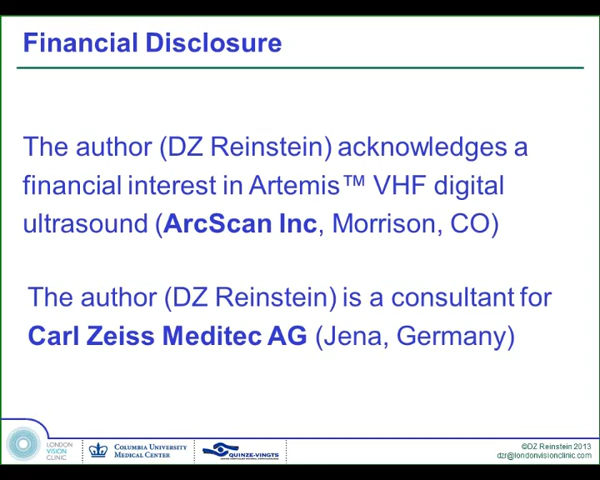 Financial Disclosure
The author (DZ Reinstein) acknowledges a
financial interest in Artemis™ VHF digital
ultrasound (ArcScan Inc, Morrison, CO)
The author (DZ Reinstein) is a consultant for
Carl Zeiss Meditec AG (Jena, Germany)
LONDON
VISION
CLINIC
COLUMBIA UNIVERSITY
MEDICAL CENTER
QUINZE-VINGTS
©DZ Reinstein 2013
dzr@londonvisionclinic.com